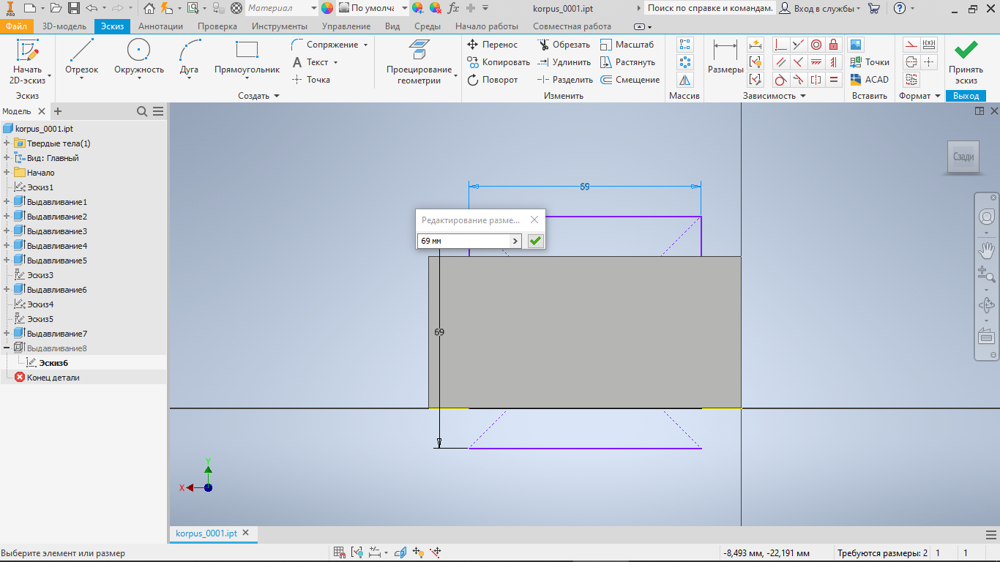 Материал
По умолча
korpus_0001.ipt
Поиск по справке и командам.
Вход в службы
PRO
Файл
3D-модель
Эскиз
Аннотации
Проверка
Инструменты
Управление
Вид
Среды
Начало работы
Совместная работа
Начать
2D-эскиз
Отрезок
Окружность
Дуга
Прямоугольник
Сопряжение
Текст
Точка
Проецирование
геометрии
Перенос
Копировать
Поворот
Обрезать
Удлинить
Разделить
Масштаб
Растянуть
Смещение
Размеры
Точки
ACAD
Принять
эскиз
Эскиз
Создать
Изменить
Массив
Зависимость
Вставить
Формат
Выход
Модель
korpus_0001.ipt
Твердые тела(1)
Вид: Главный
Начало
Эскиз1
Выдавливание1
Выдавливание2
Выдавливание3
Выдавливание4
Выдавливание5
Эскиз3
Выдавливание6
Эскиз4
Эскиз5
Выдавливание7
Выдавливание8
Эскиз6
Конец детали
Сзади
69
Редактирование разме...
69 мм
69
Y
X
korpus_0001.ipt
Выберите элемент или размер
-8,493 мм, -22,191 мм
Требуются размеры: 2
1
1